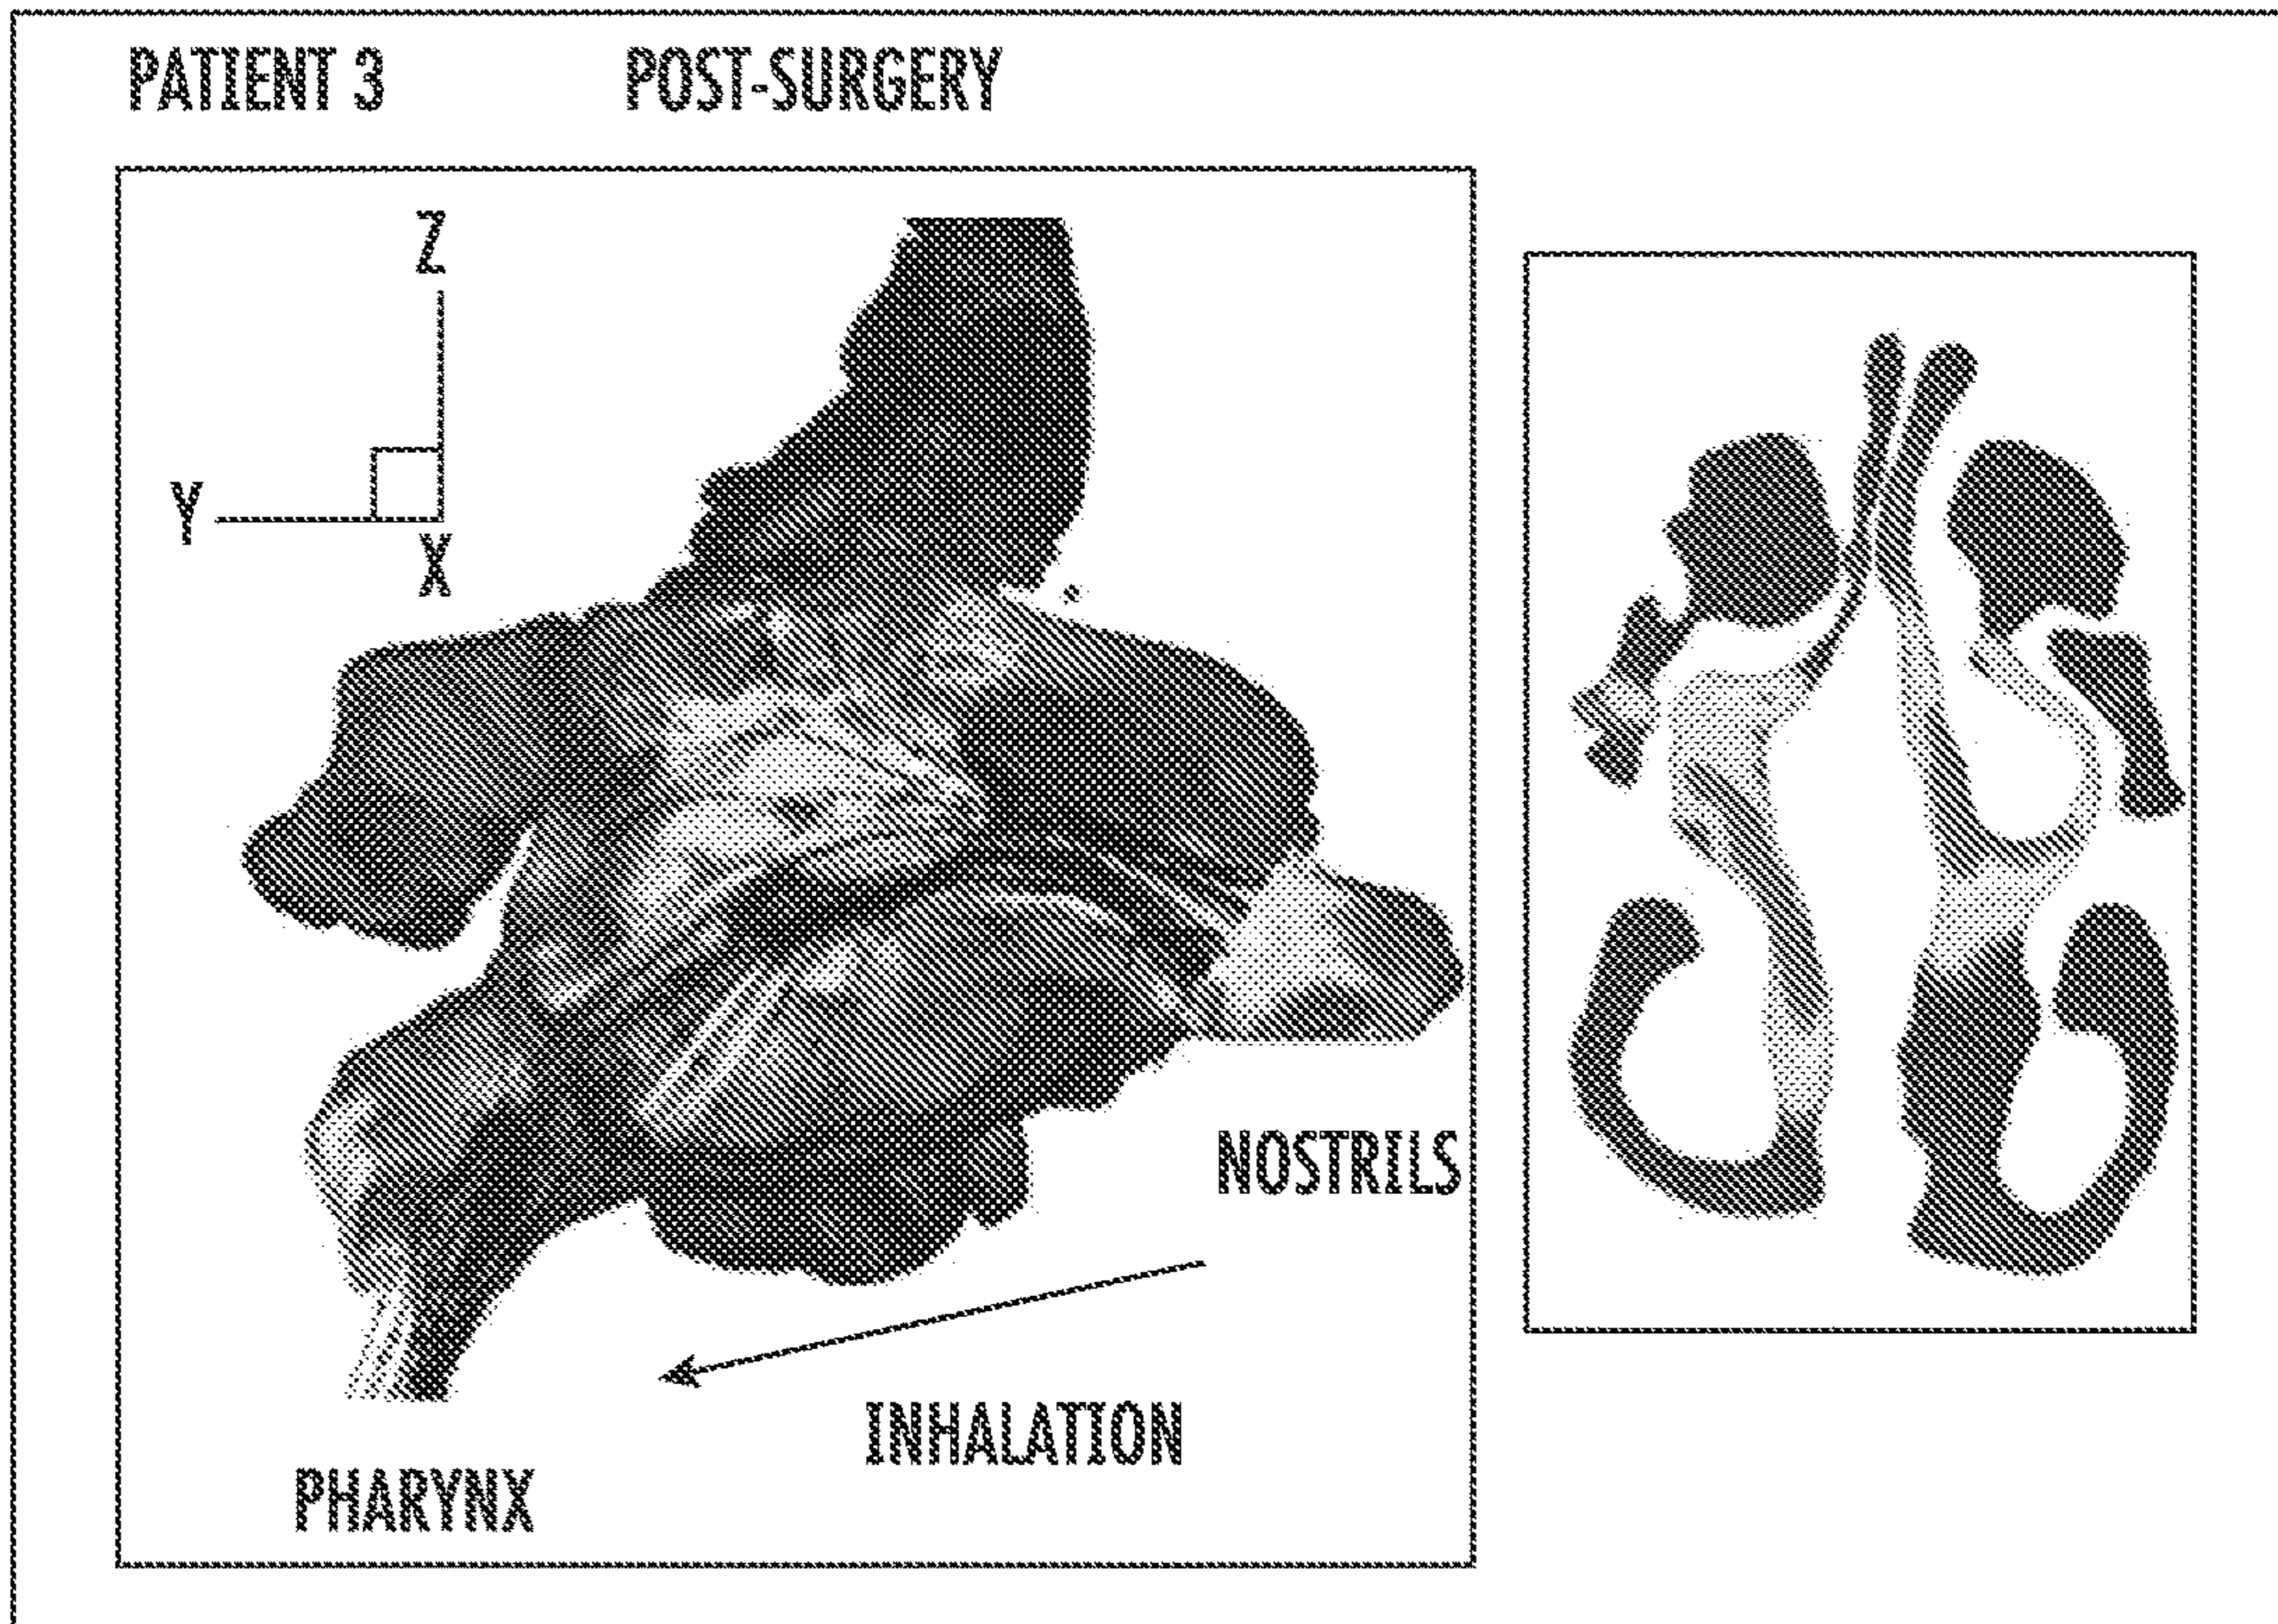 PATIENT 3 POST-SURGERY
Z
Y
X
NOSTRILS
INHALATION
PHARYNX